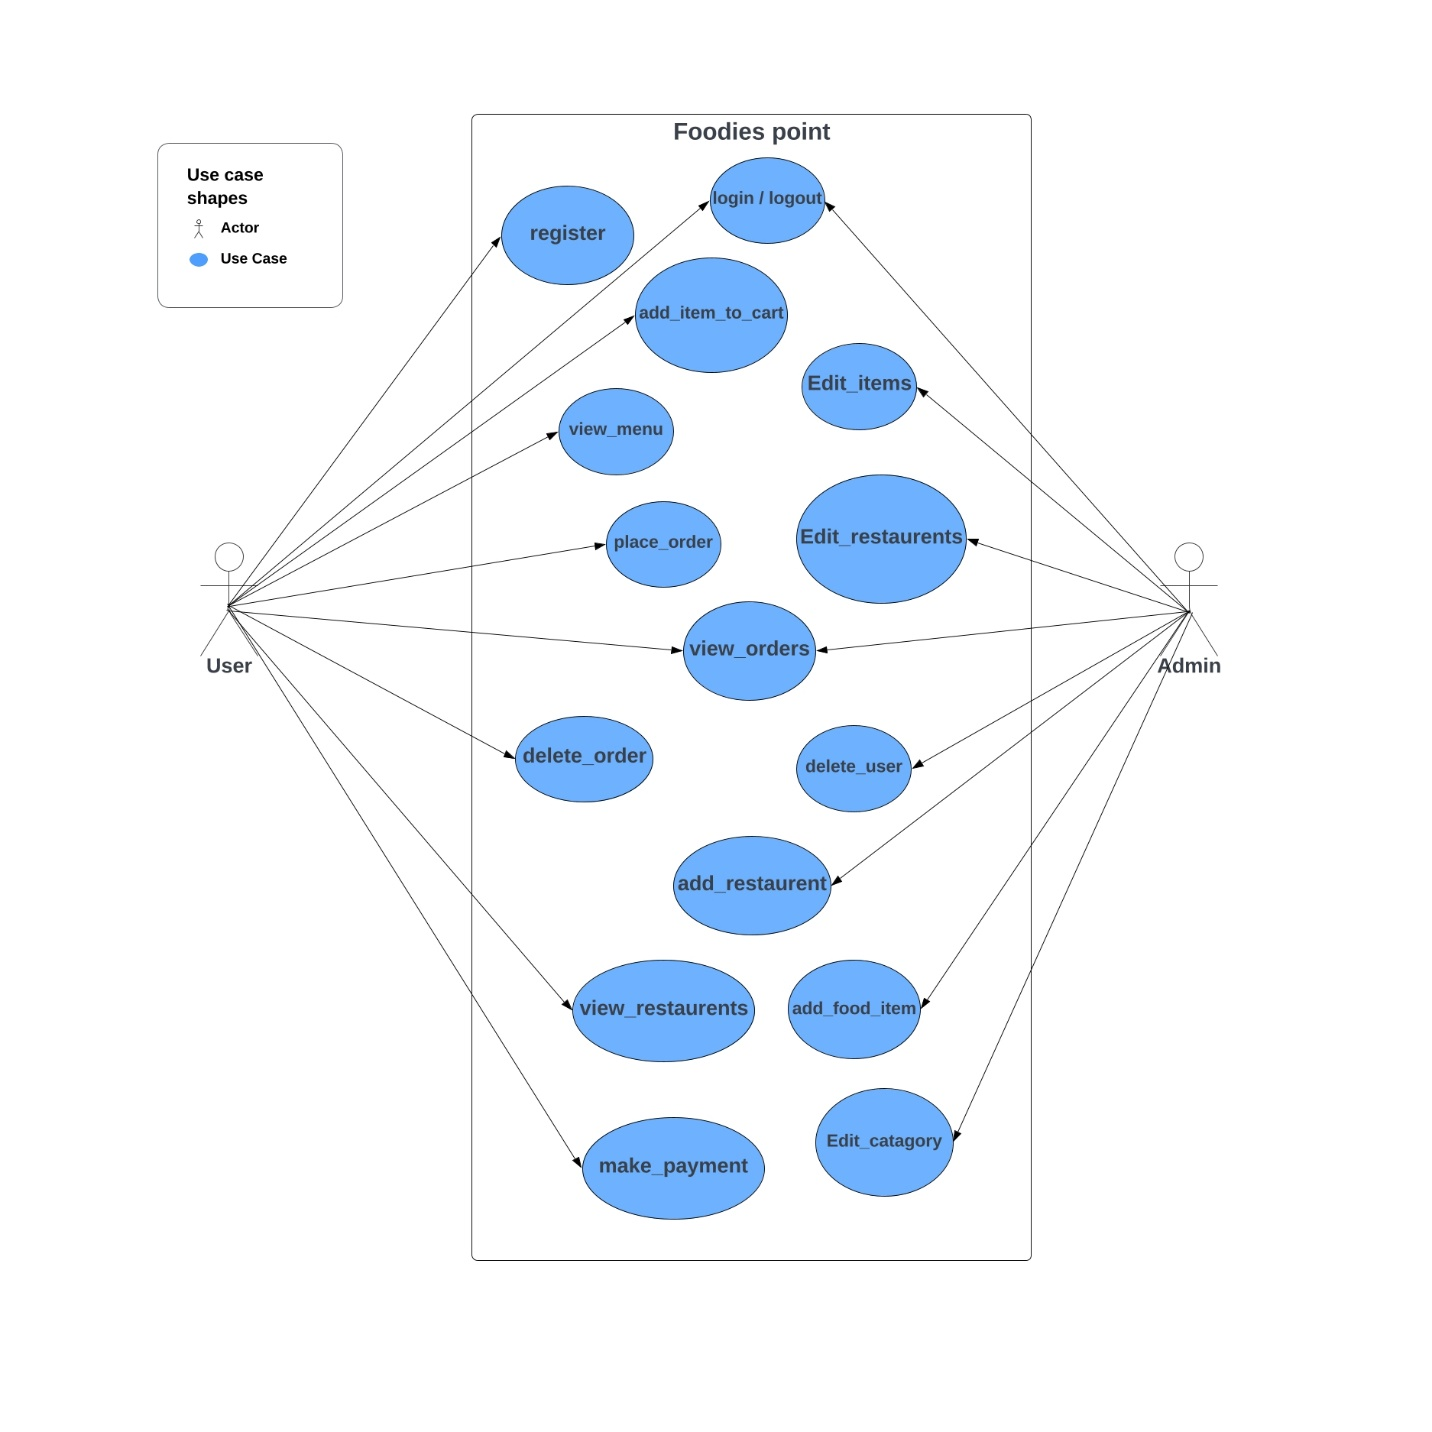 Foodies point
Use case
shapes
Actor
Use Case
login / logout
register
add_item_to_cart
Edit_items
view_menu
Edit_restaurents
place_order
view_orders
User
Admin
delete_order
delete_user
add_restaurent
view_restaurents
add_food_item
Edit_catagory
make_payment